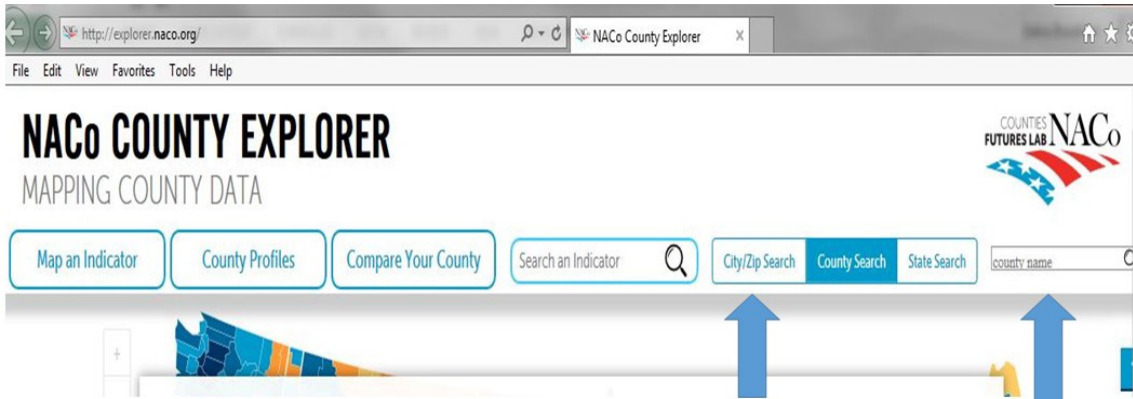 http://explorer.naco.org/
NACo County Explorer
File Edit View Favorites Tools Help
NACo COUNTY EXPLORER
MAPPING COUNTY DATA
COUNTIES
FUTURES LAB
NACo
Map an Indicator
County Profiles
Compare Your County
Search an Indicator
City/Zip Search
County Search
State Search
county name